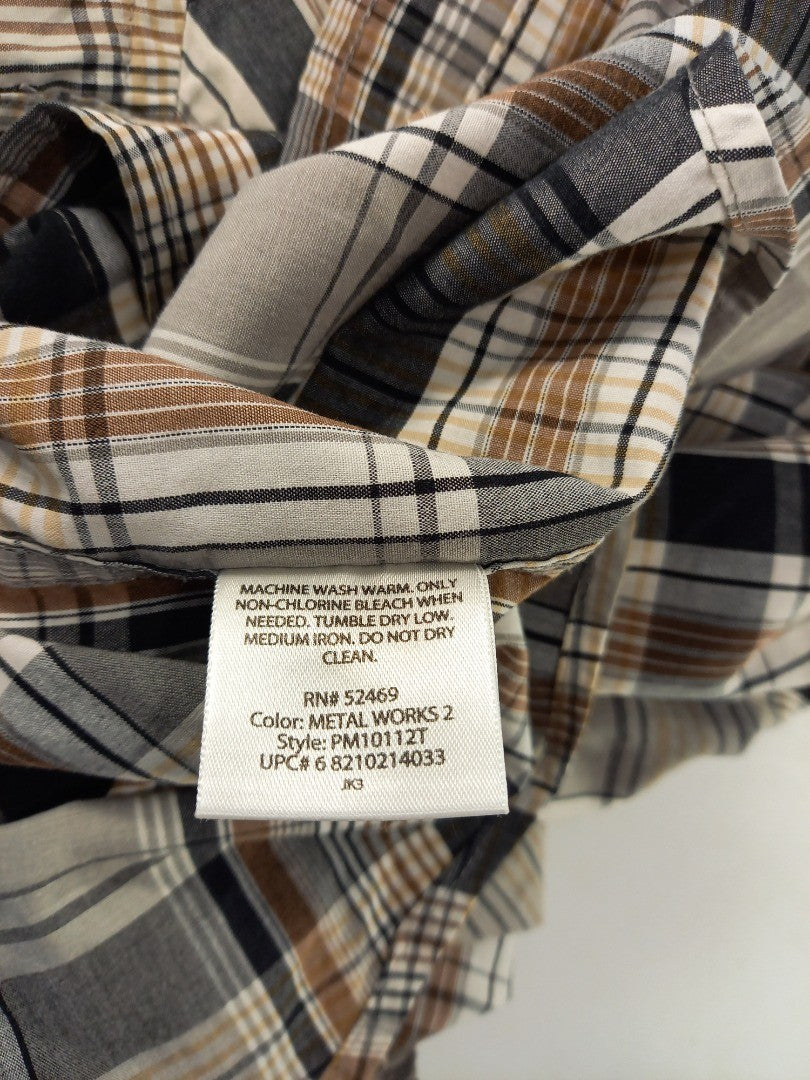 MACHINE WASH WARM. ONLY
NON-CHLORINE BLEACH WHEN
NEEDED. TUMBLE DRY LOW.
MEDIUM IRON. DO NOT DRY
CLEAN.
RN# 52469
Color: METAL WORKS 2
Style: PM10112T
UPC# 6 8210214033
JK3